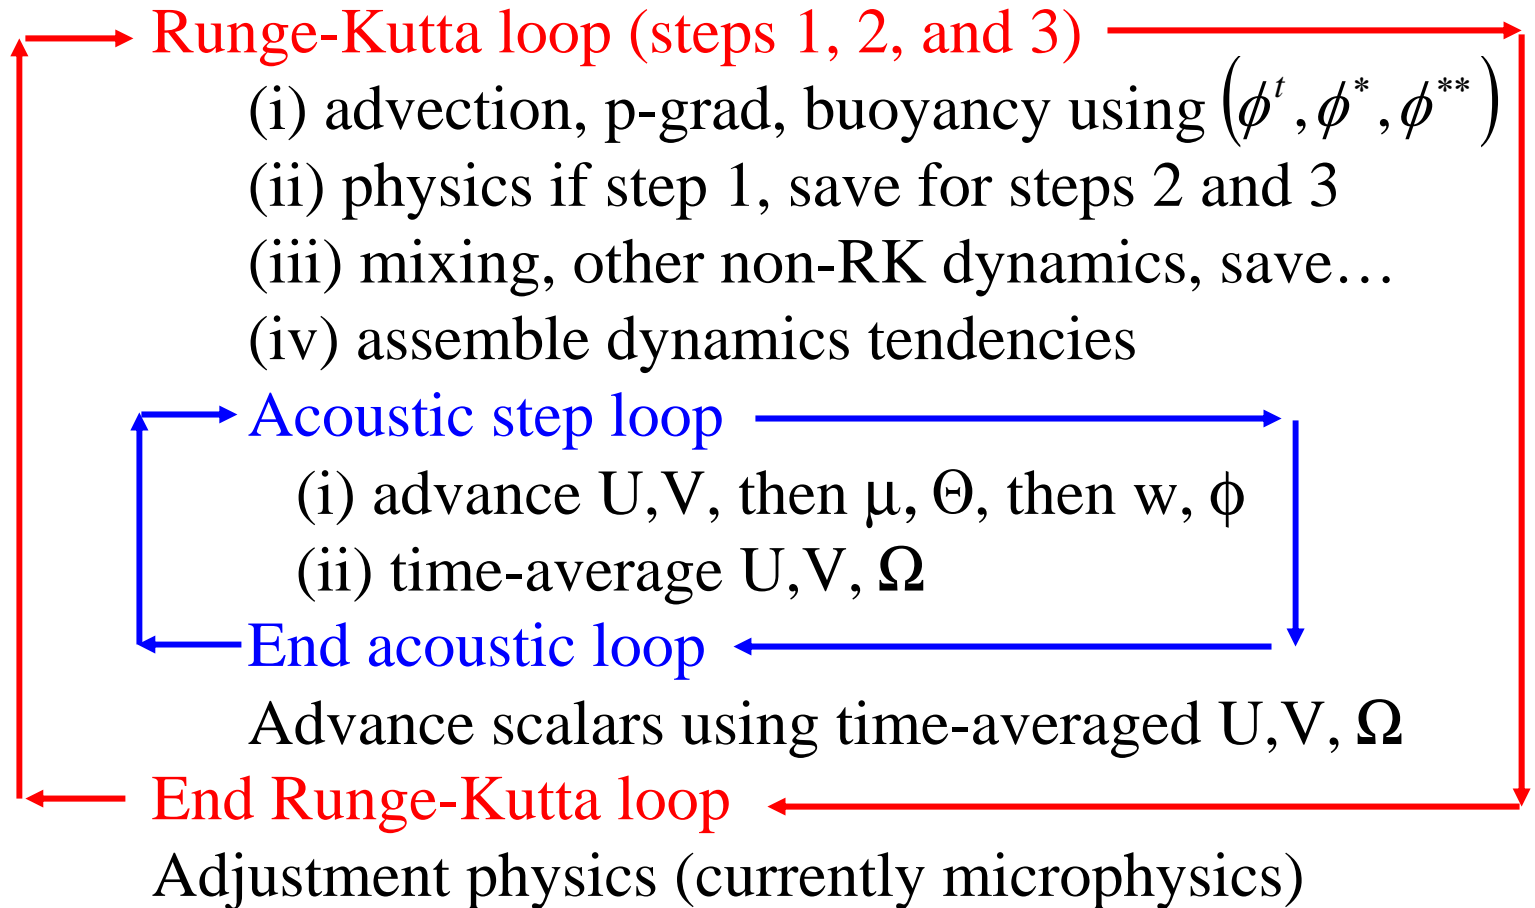 Runge-Kutta loop (steps 1, 2, and 3)
(i) advection, p-grad, buoyancy using (ϕᵗ, ϕ*, ϕ**)
(ii) physics if step 1, save for steps 2 and 3
(iii) mixing, other non-RK dynamics, save…
(iv) assemble dynamics tendencies
Acoustic step loop
(i) advance U,V, then μ, Θ, then w, ϕ
(ii) time-average U,V, Ω
End acoustic loop
Advance scalars using time-averaged U,V, Ω
End Runge-Kutta loop
Adjustment physics (currently microphysics)